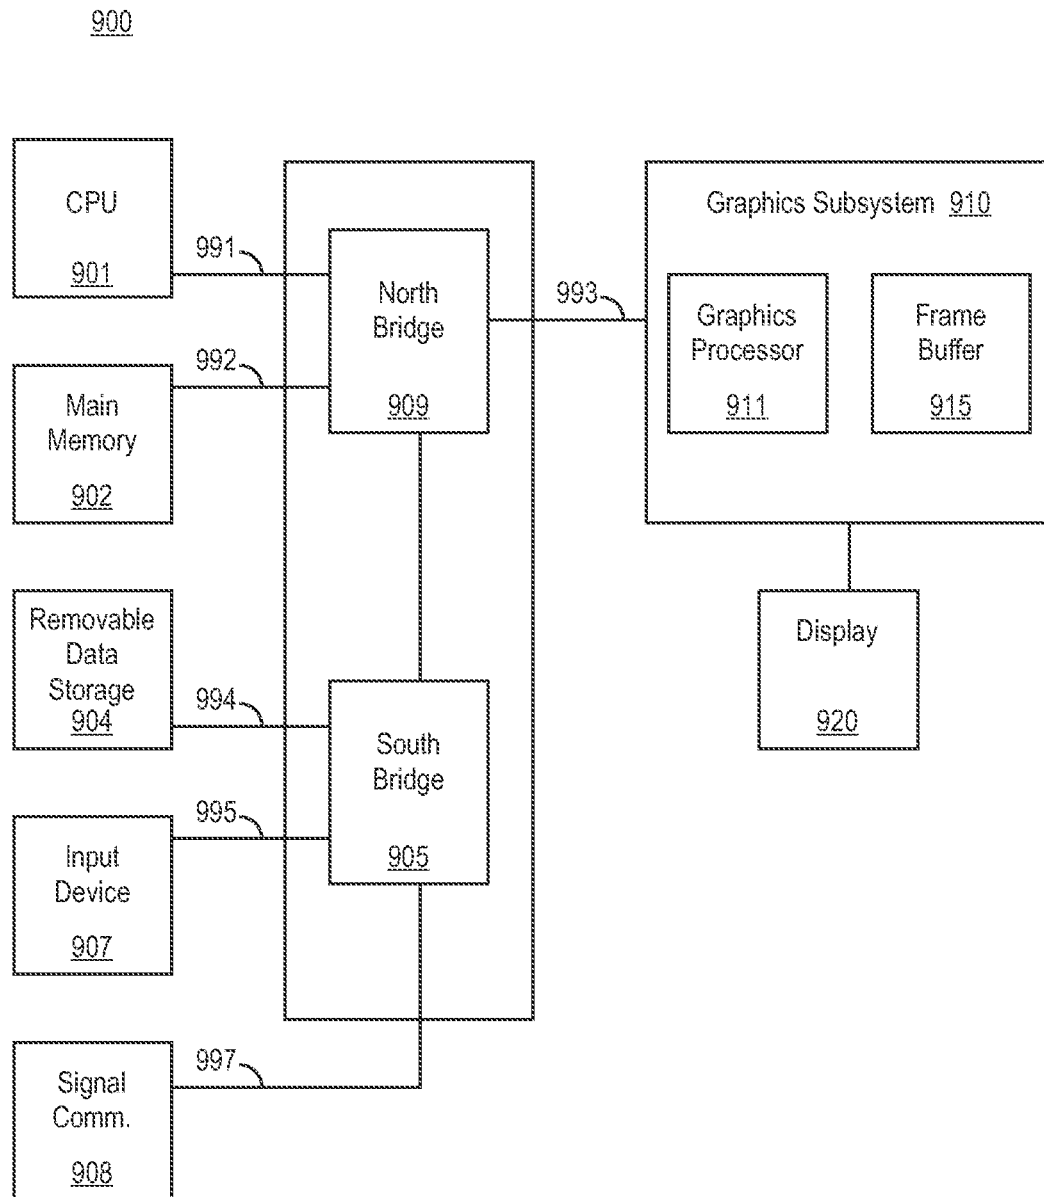 900
CPU
901
991
North
Bridge
909
992
Main
Memory
902
993
Graphics Subsystem 910
Graphics
Processor
911
Frame
Buffer
915
Display
920
Removable
Data
Storage
904
994
South
Bridge
905
995
Input
Device
907
997
Signal
Comm.
908